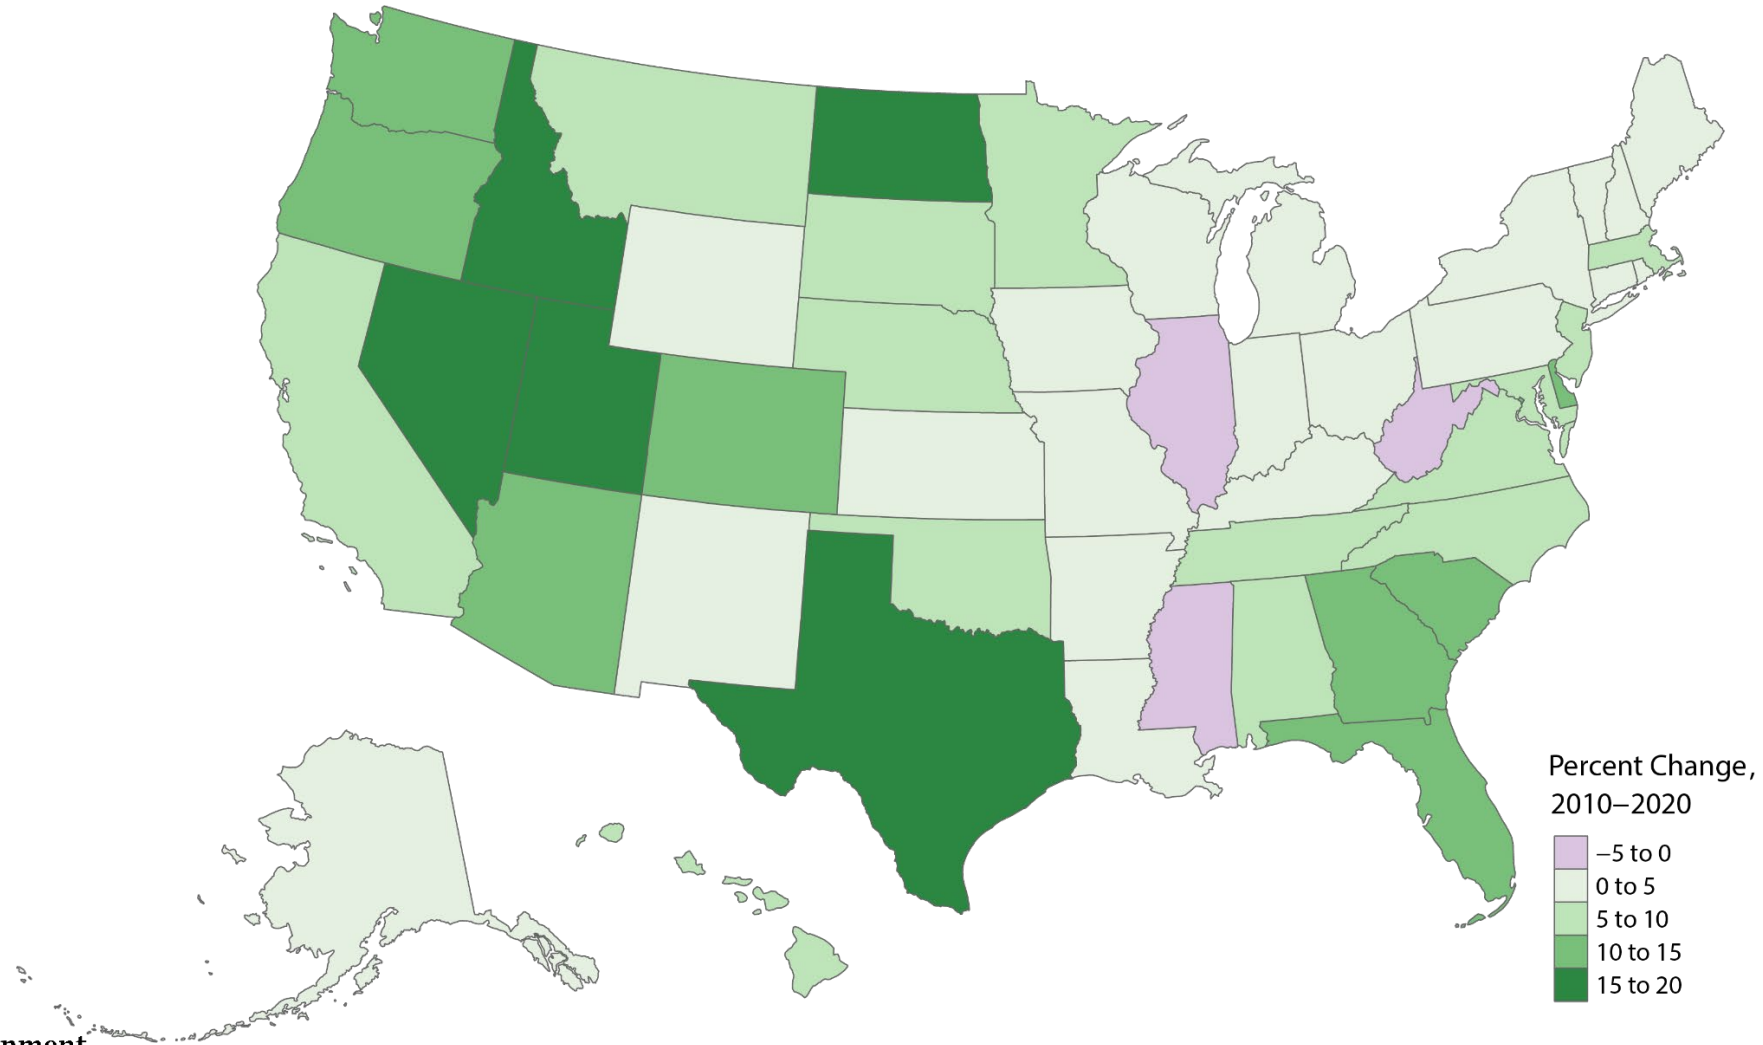 Percent Change,
2010–2020
–5 to 0
0 to 5
5 to 10
10 to 15
15 to 20